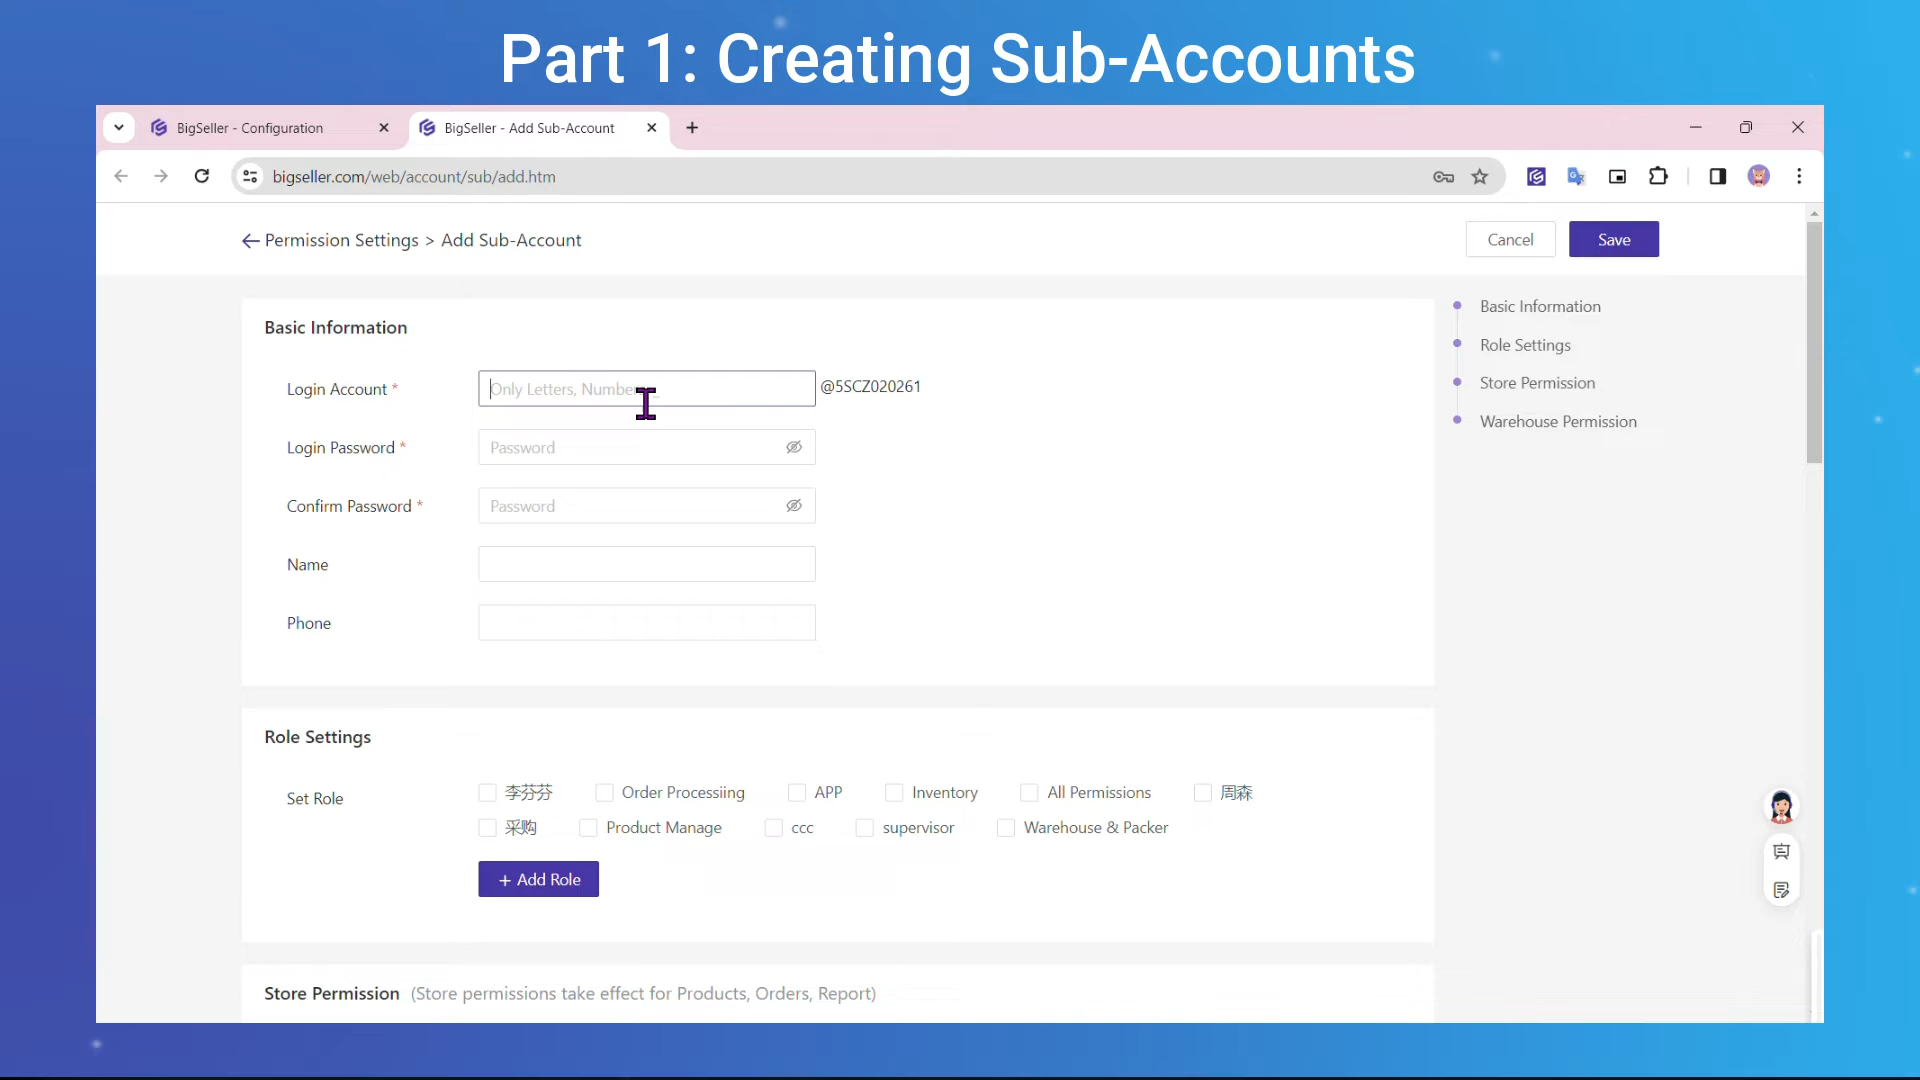 Part 1: Creating Sub-Accounts
BigSeller - Configuration
BigSeller - Add Sub-Account
bigseller.com/web/account/sub/add.htm
Permission Settings > Add Sub-Account
Cancel
Save
Basic Information
Login Account *
Only Letters, Number
@5SCZ020261
Login Password *
Password
Confirm Password *
Password
Name
Phone
Basic Information
Role Settings
Store Permission
Warehouse Permission
Role Settings
Set Role
李芬芬 Order Processiing APP Inventory All Permissions 周森
采购 Product Manage ccc supervisor Warehouse & Packer
+ Add Role
Store Permission (Store permissions take effect for Products, Orders, Report)